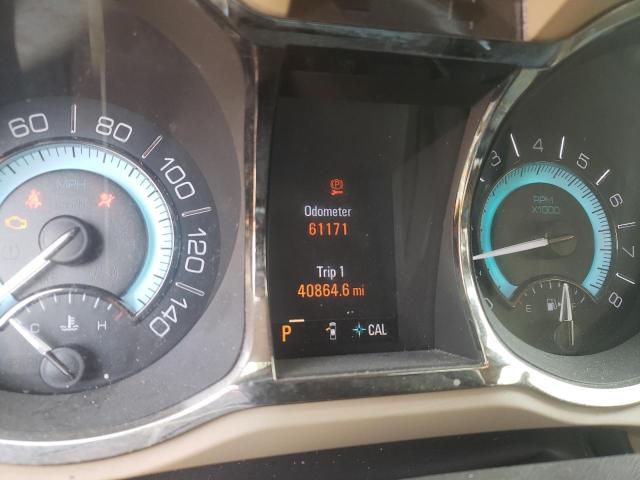 60 80 100 120 140
MPH
C H
P
Odometer
61171
Trip 1
40864.6 mi
P CAL
3 4 5 6 7 8
RPM
X1000
E